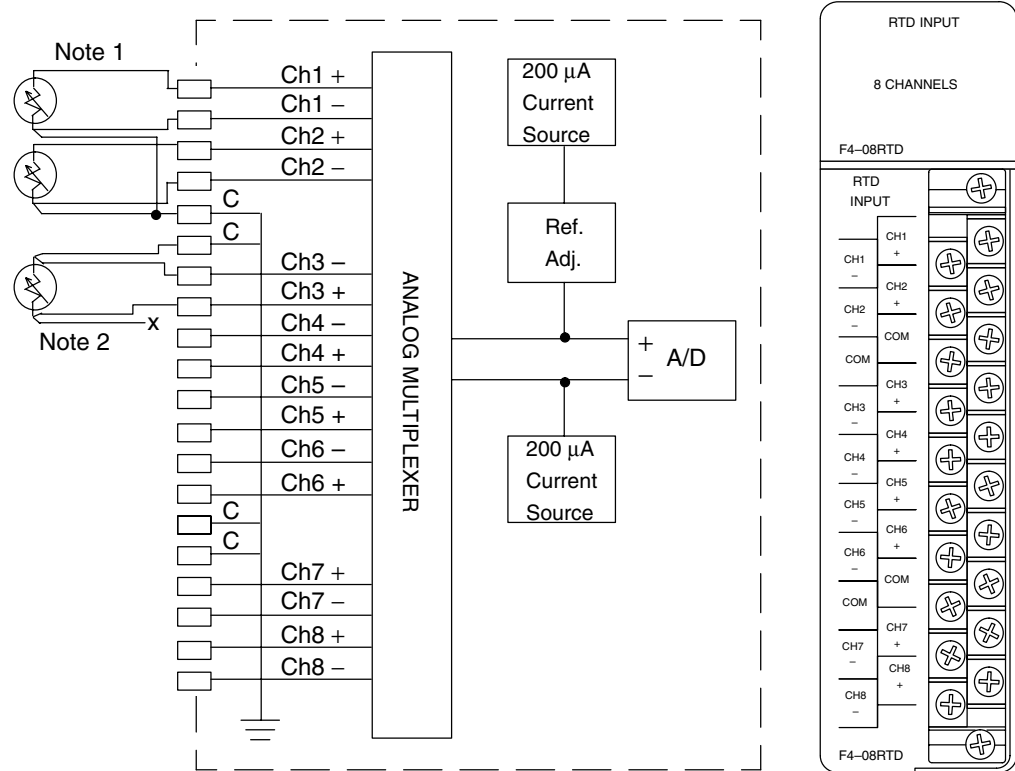 Note 1
Note 2
Ch1 +
Ch1 −
Ch2 +
Ch2 −
C
C
Ch3 −
Ch3 +
Ch4 −
Ch4 +
Ch5 −
Ch5 +
Ch6 −
Ch6 +
C
C
Ch7 +
Ch7 −
Ch8 +
Ch8 −
x
ANALOG MULTIPLEXER
200 µA
Current
Source
Ref.
Adj.
+
−
A/D
200 µA
Current
Source
RTD INPUT
8 CHANNELS
F4–08RTD
RTD
INPUT
CH1
+
CH1
−
CH2
+
CH2
−
COM
COM
CH3
+
CH3
−
CH4
+
CH4
−
CH5
+
CH5
−
CH6
+
CH6
−
COM
COM
CH7
+
CH7
−
CH8
+
CH8
−
F4–08RTD